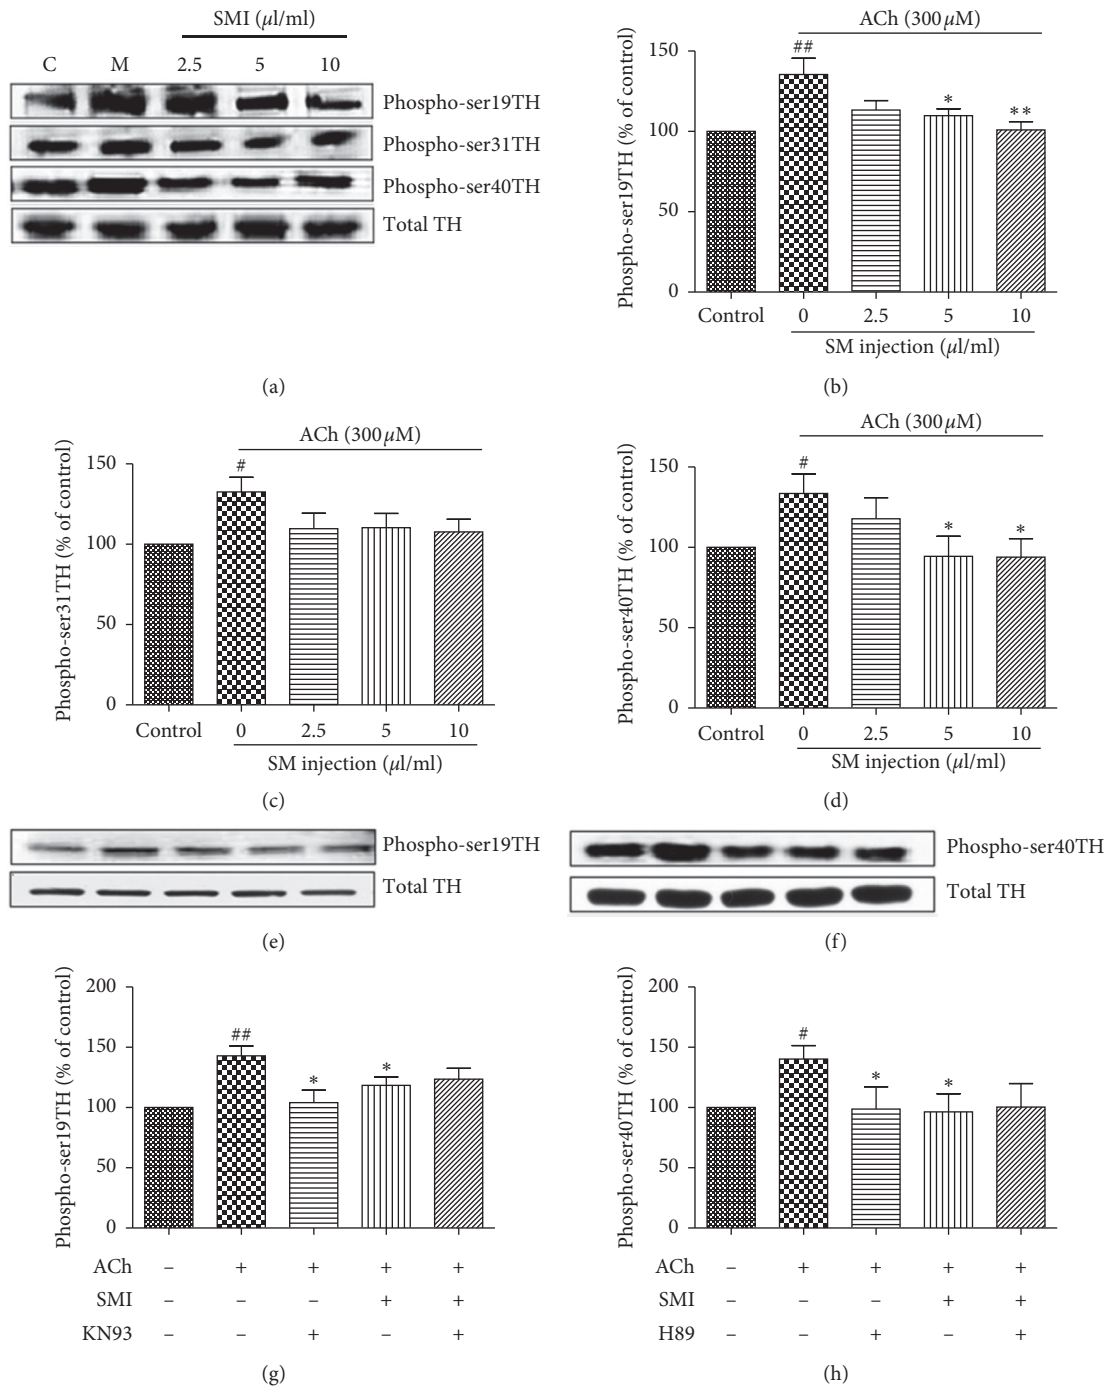 SMI (μl/ml)
C M 2.5 5 10
Phospho-ser19TH
Phospho-ser31TH
Phospho-ser40TH
Total TH
(a)
ACh (300 μM)
Phospho-ser19TH (% of control)
150
100
50
0
##
*
**
Control 0 2.5 5 10
SM injection (μl/ml)
(b)
ACh (300 μM)
Phospho-ser31TH (% of control)
150
100
50
0
#
Control 0 2.5 5 10
SM injection (μl/ml)
(c)
ACh (300 μM)
Phospho-ser40TH (% of control)
150
100
50
0
#
* *
Control 0 2.5 5 10
SM injection (μl/ml)
(d)
Phospho-ser19TH
Total TH
(e)
Phospho-ser40TH
Total TH
(f)
Phospho-ser19TH (% of control)
200
150
100
50
0
##
*
*
ACh – + + + +
SMI – – – + +
KN93 – – + – +
(g)
Phospho-ser40TH (% of control)
200
150
100
50
0
#
*
*
ACh – + + + +
SMI – – – + +
H89 – – + – +
(h)